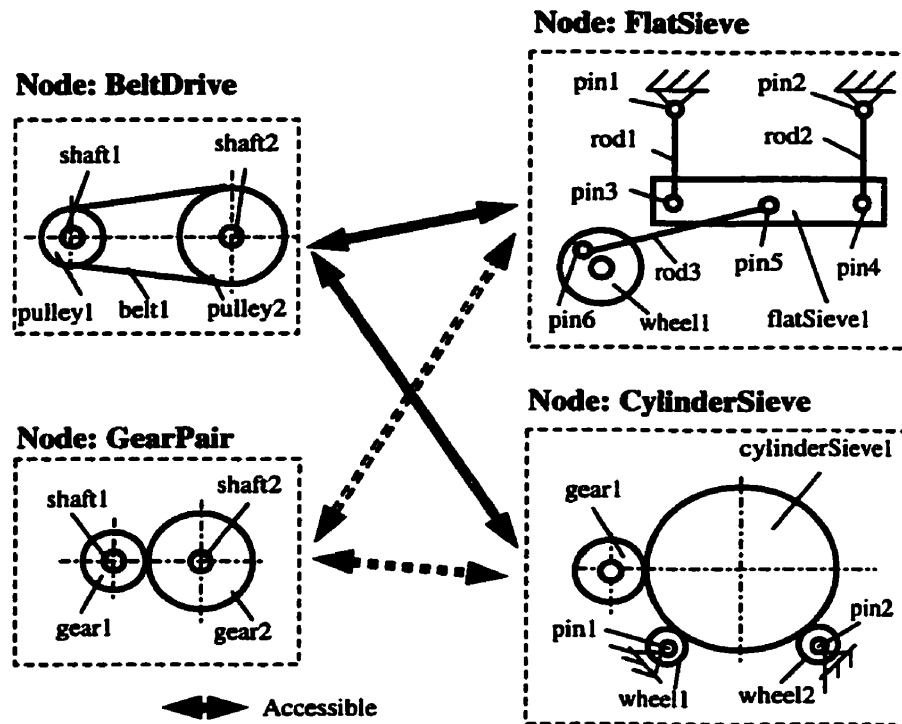 Node: BeltDrive
shaft1
shaft2
pulley1
belt1
pulley2
Node: FlatSieve
pin1
pin2
rod1
rod2
pin3
pin6
wheel1
rod3
pin5
pin4
flatSieve1
Node: GearPair
shaft1
shaft2
gear1
gear2
Node: CylinderSieve
cylinderSieve1
gear1
pin1
pin2
wheel1
wheel2
Accessible